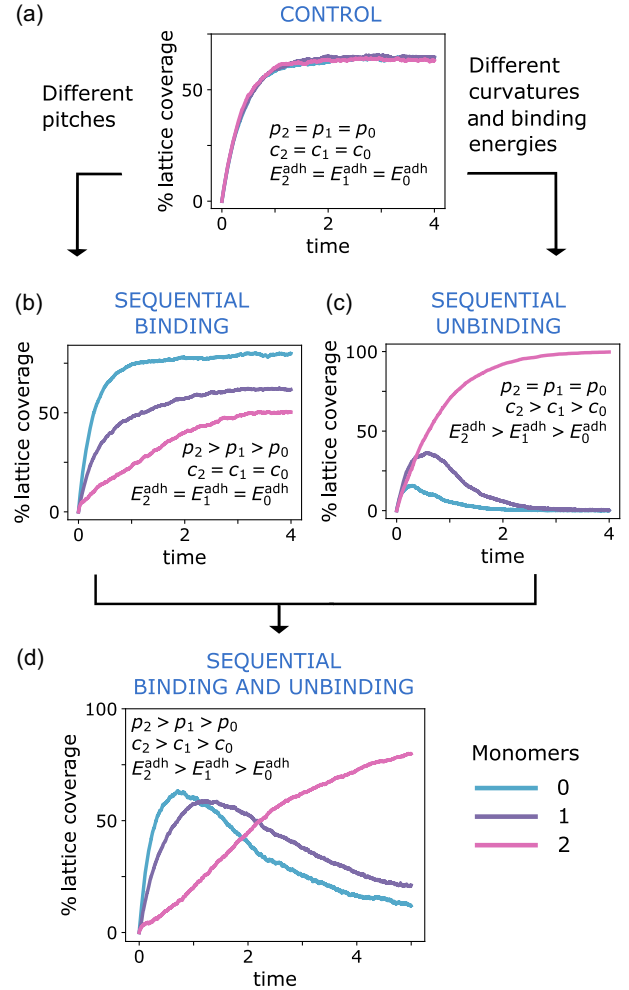 (a)
CONTROL
Different
pitches
Different
curvatures
and binding
energies
% lattice coverage
50
0
p₂ = p₁ = p₀
c₂ = c₁ = c₀
E₂ᵃᵈʰ = E₁ᵃᵈʰ = E₀ᵃᵈʰ
0 2 4
time
(b)
SEQUENTIAL
BINDING
% lattice coverage
50
0
p₂ > p₁ > p₀
c₂ = c₁ = c₀
E₂ᵃᵈʰ = E₁ᵃᵈʰ = E₀ᵃᵈʰ
0 2 4
time
(c)
SEQUENTIAL
UNBINDING
% lattice coverage
100
50
0
p₂ = p₁ = p₀
c₂ > c₁ > c₀
E₂ᵃᵈʰ > E₁ᵃᵈʰ > E₀ᵃᵈʰ
0 2 4
time
(d)
SEQUENTIAL
BINDING AND UNBINDING
% lattice coverage
100
50
0
p₂ > p₁ > p₀
c₂ > c₁ > c₀
E₂ᵃᵈʰ > E₁ᵃᵈʰ > E₀ᵃᵈʰ
0 2 4
time
Monomers
0
1
2